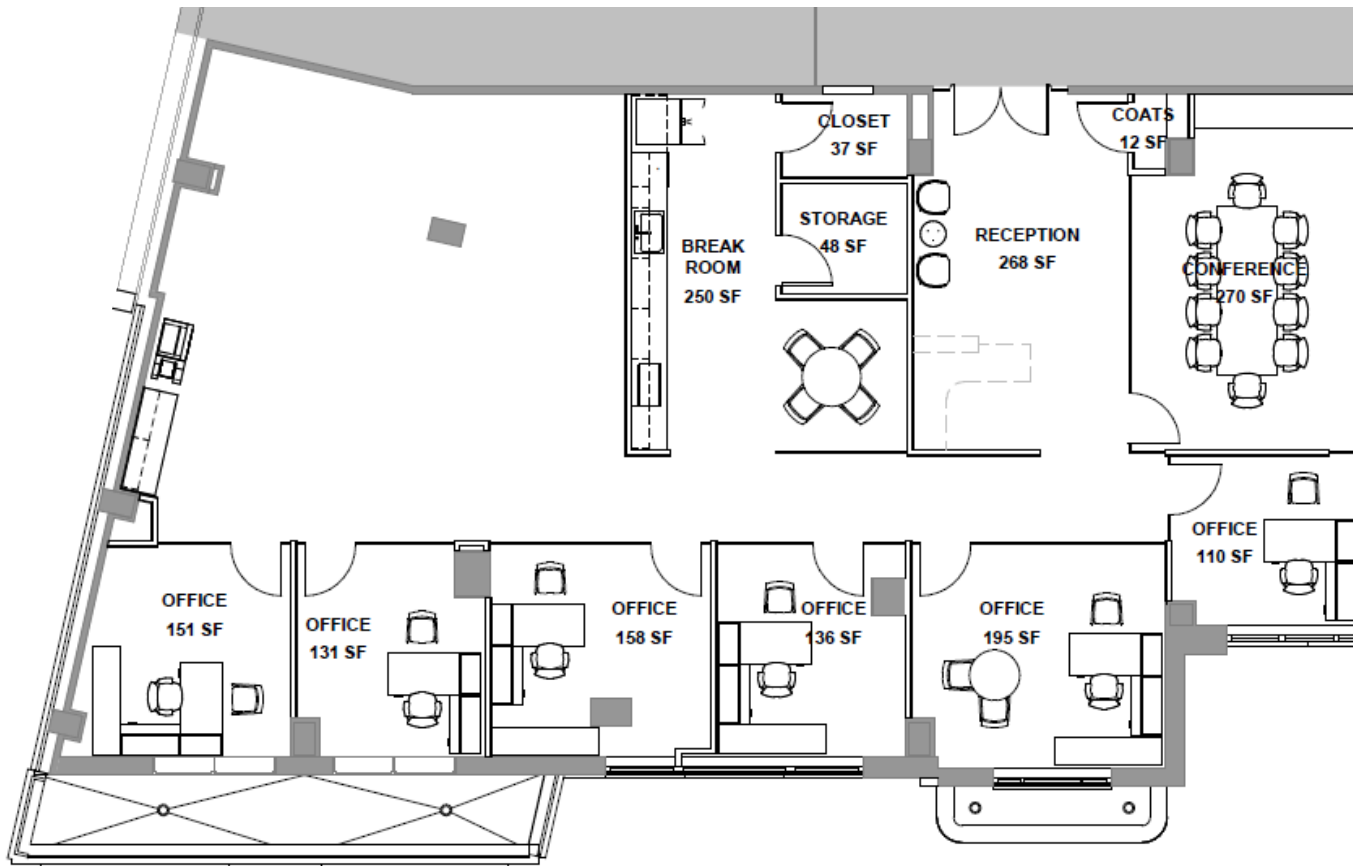 CLOSET
37 SF
COATS
12 SF
STORAGE
48 SF
BREAK
ROOM
250 SF
RECEPTION
268 SF
CONFERENCE
270 SF
OFFICE
110 SF
OFFICE
151 SF
OFFICE
131 SF
OFFICE
158 SF
OFFICE
136 SF
OFFICE
195 SF